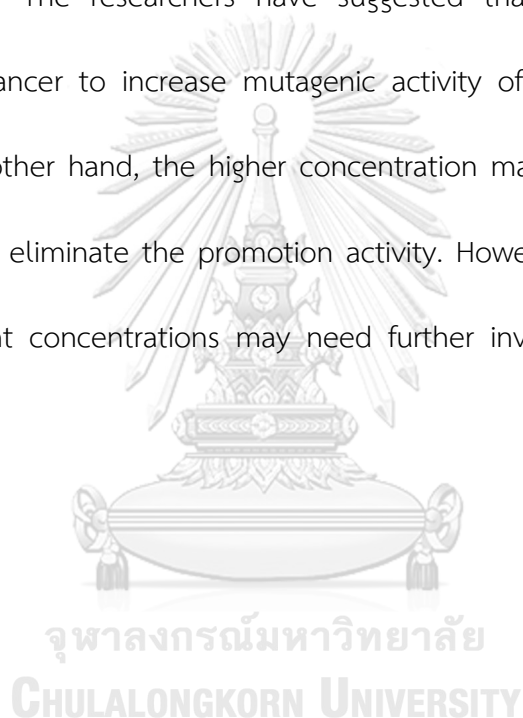 The researchers have suggested tha
ancer to increase mutagenic activity of
other hand, the higher concentration ma
eliminate the promotion activity. Howe
nt concentrations may need further inv
จุฬาลงกรณ์มหาวิทยาลัย
CHULALONGKORN UNIVERSITY